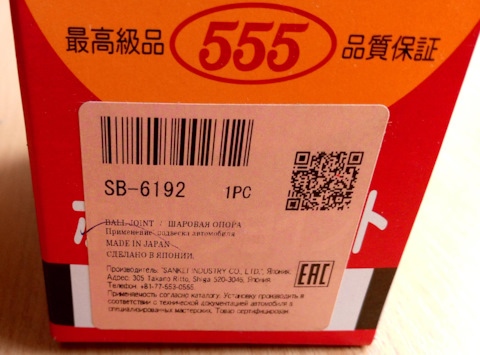 最高級品 555 品質保証
SB-6192 1PC
BALL JOINT / ШАРОВАЯ ОПОРА
Применение: подвеска автомобиля
MADE IN JAPAN
СДЕЛАНО В ЯПОНИИ
Производитель: "SANKEI INDUSTRY CO., LTD.", Япония.
Адрес: 305 Takano Ritto, Shiga 520-3045, Япония.
Телефон: +81-77-553-0555.
Применяемость согласно каталогу. Установку производить в
соответствии с технической документацией автомобиля в
специализированных мастерских. Товар сертифицирован.
EAC